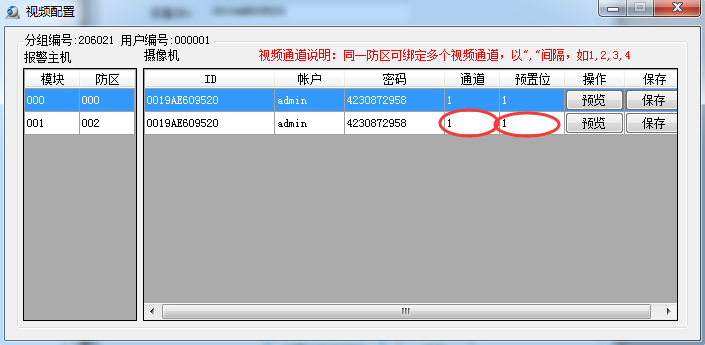 视频配置
分组编号:206021 用户编号:000001
报警主机 摄像机 视频通道说明：同一防区可绑定多个视频通道，以“,“间隔，如1,2,3,4
模块 防区 ID 帐户 密码 通道 预置位 操作 保存
000 000 0019AE609520 admin 4230872958 1 1 预览 保存
001 002 0019AE609520 admin 4230872958 1 1 预览 保存